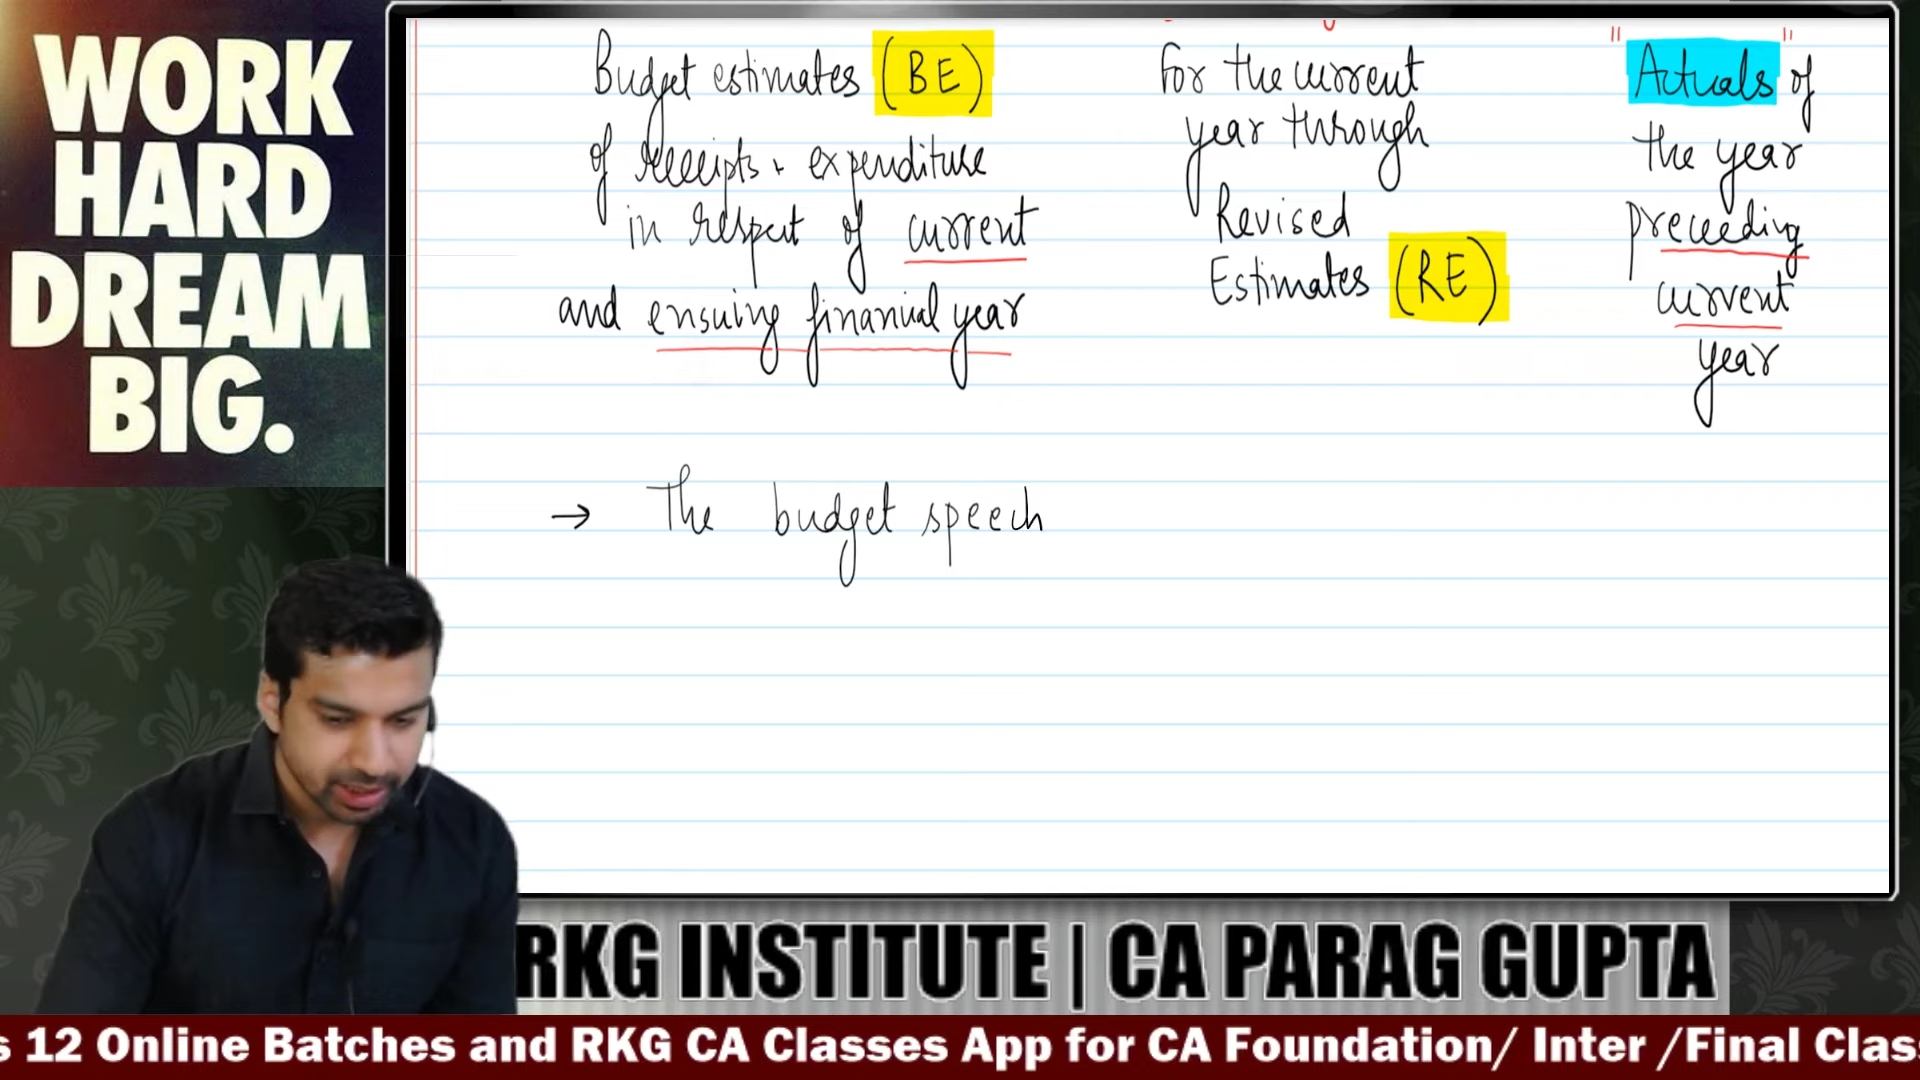 WORK
HARD
DREAM
BIG.
Budget estimates (BE)
of receipts + expenditure
in respect of current
and ensuing financial year
for the current
year through
Revised
Estimates (RE)
"Actuals" of
the year
preceeding
current
year
→ The budget speech
RKG INSTITUTE | CA PARAG GUPTA
s 12 Online Batches and RKG CA Classes App for CA Foundation/ Inter /Final Clas